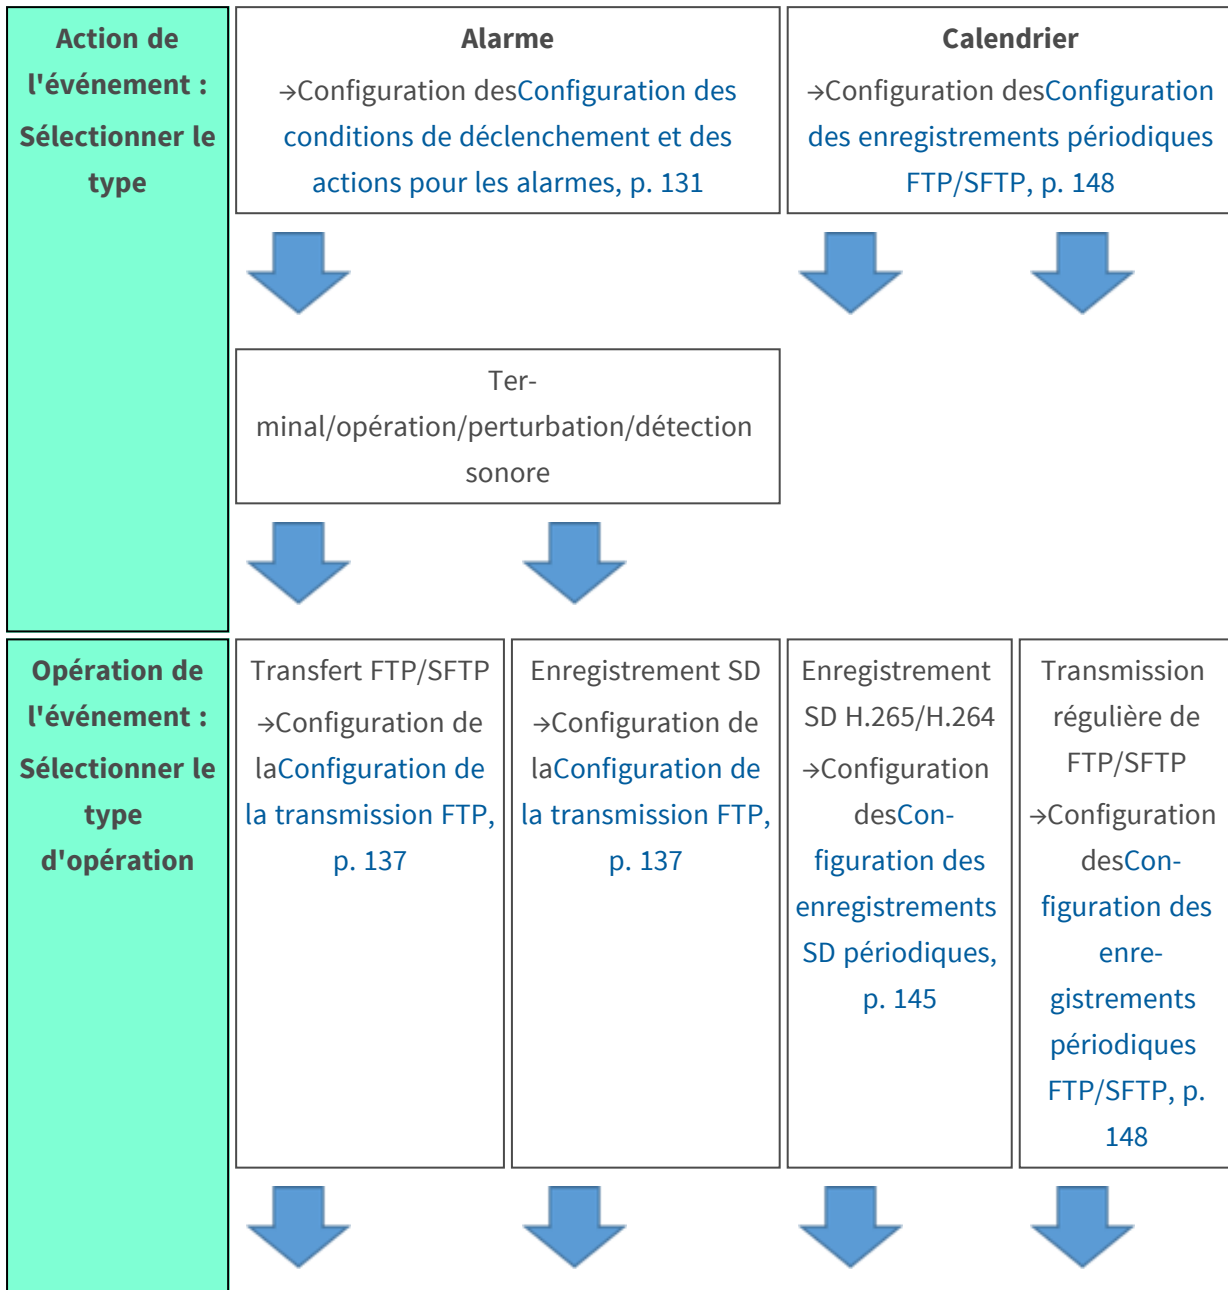 Action de
l'événement :
Sélectionner le
type
Alarme
→Configuration desConfiguration des
conditions de déclenchement et des
actions pour les alarmes, p. 131
Calendrier
→Configuration desConfiguration
des enregistrements périodiques
FTP/SFTP, p. 148
Ter-
minal/opération/perturbation/détection
sonore
Opération de
l'événement :
Sélectionner le
type
d'opération
Transfert FTP/SFTP
→Configuration de
laConfiguration de
la transmission FTP,
p. 137
Enregistrement SD
→Configuration de
laConfiguration de
la transmission FTP,
p. 137
Enregistrement
SD H.265/H.264
→Configuration
desCon-
figuration des
enregistrements
SD périodiques,
p. 145
Transmission
régulière de
FTP/SFTP
→Configuration
desCon-
figuration des
enre-
gistrements
périodiques
FTP/SFTP, p.
148